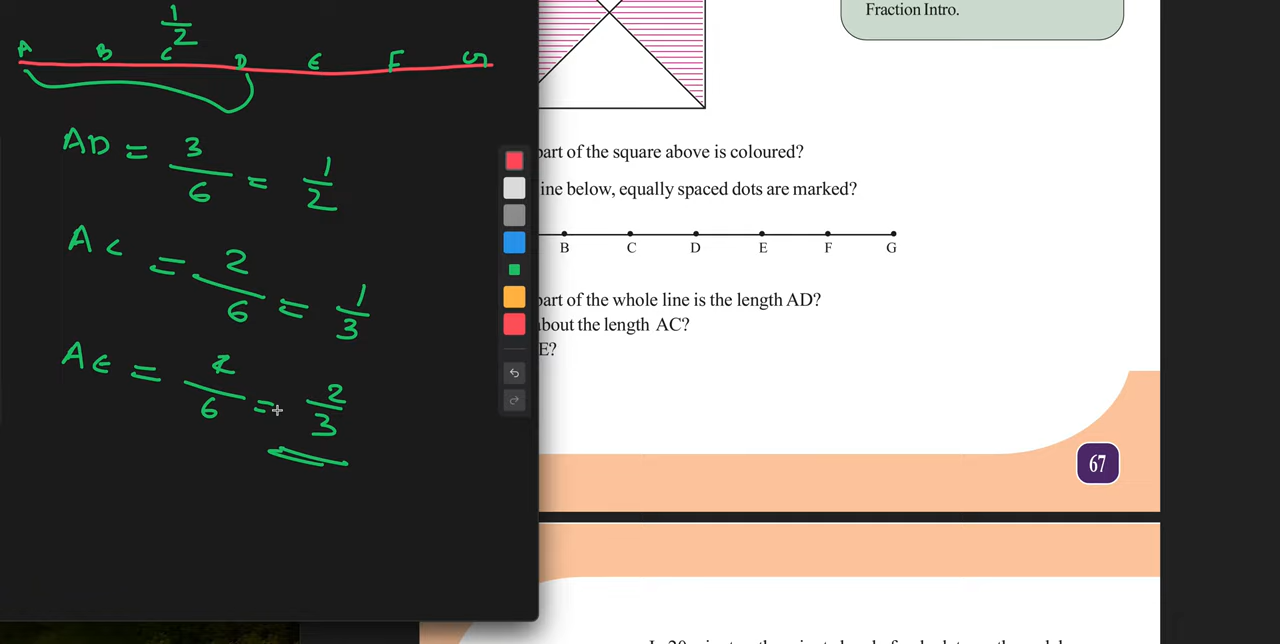 1/2
A B C D E F G
AD = 3/6 = 1/2
AC = 2/6 = 1/3
AE = /6 = 2/3
Fraction Intro.
part of the square above is coloured?
line below, equally spaced dots are marked?
B C D E F G
part of the whole line is the length AD?
about the length AC?
E?
67